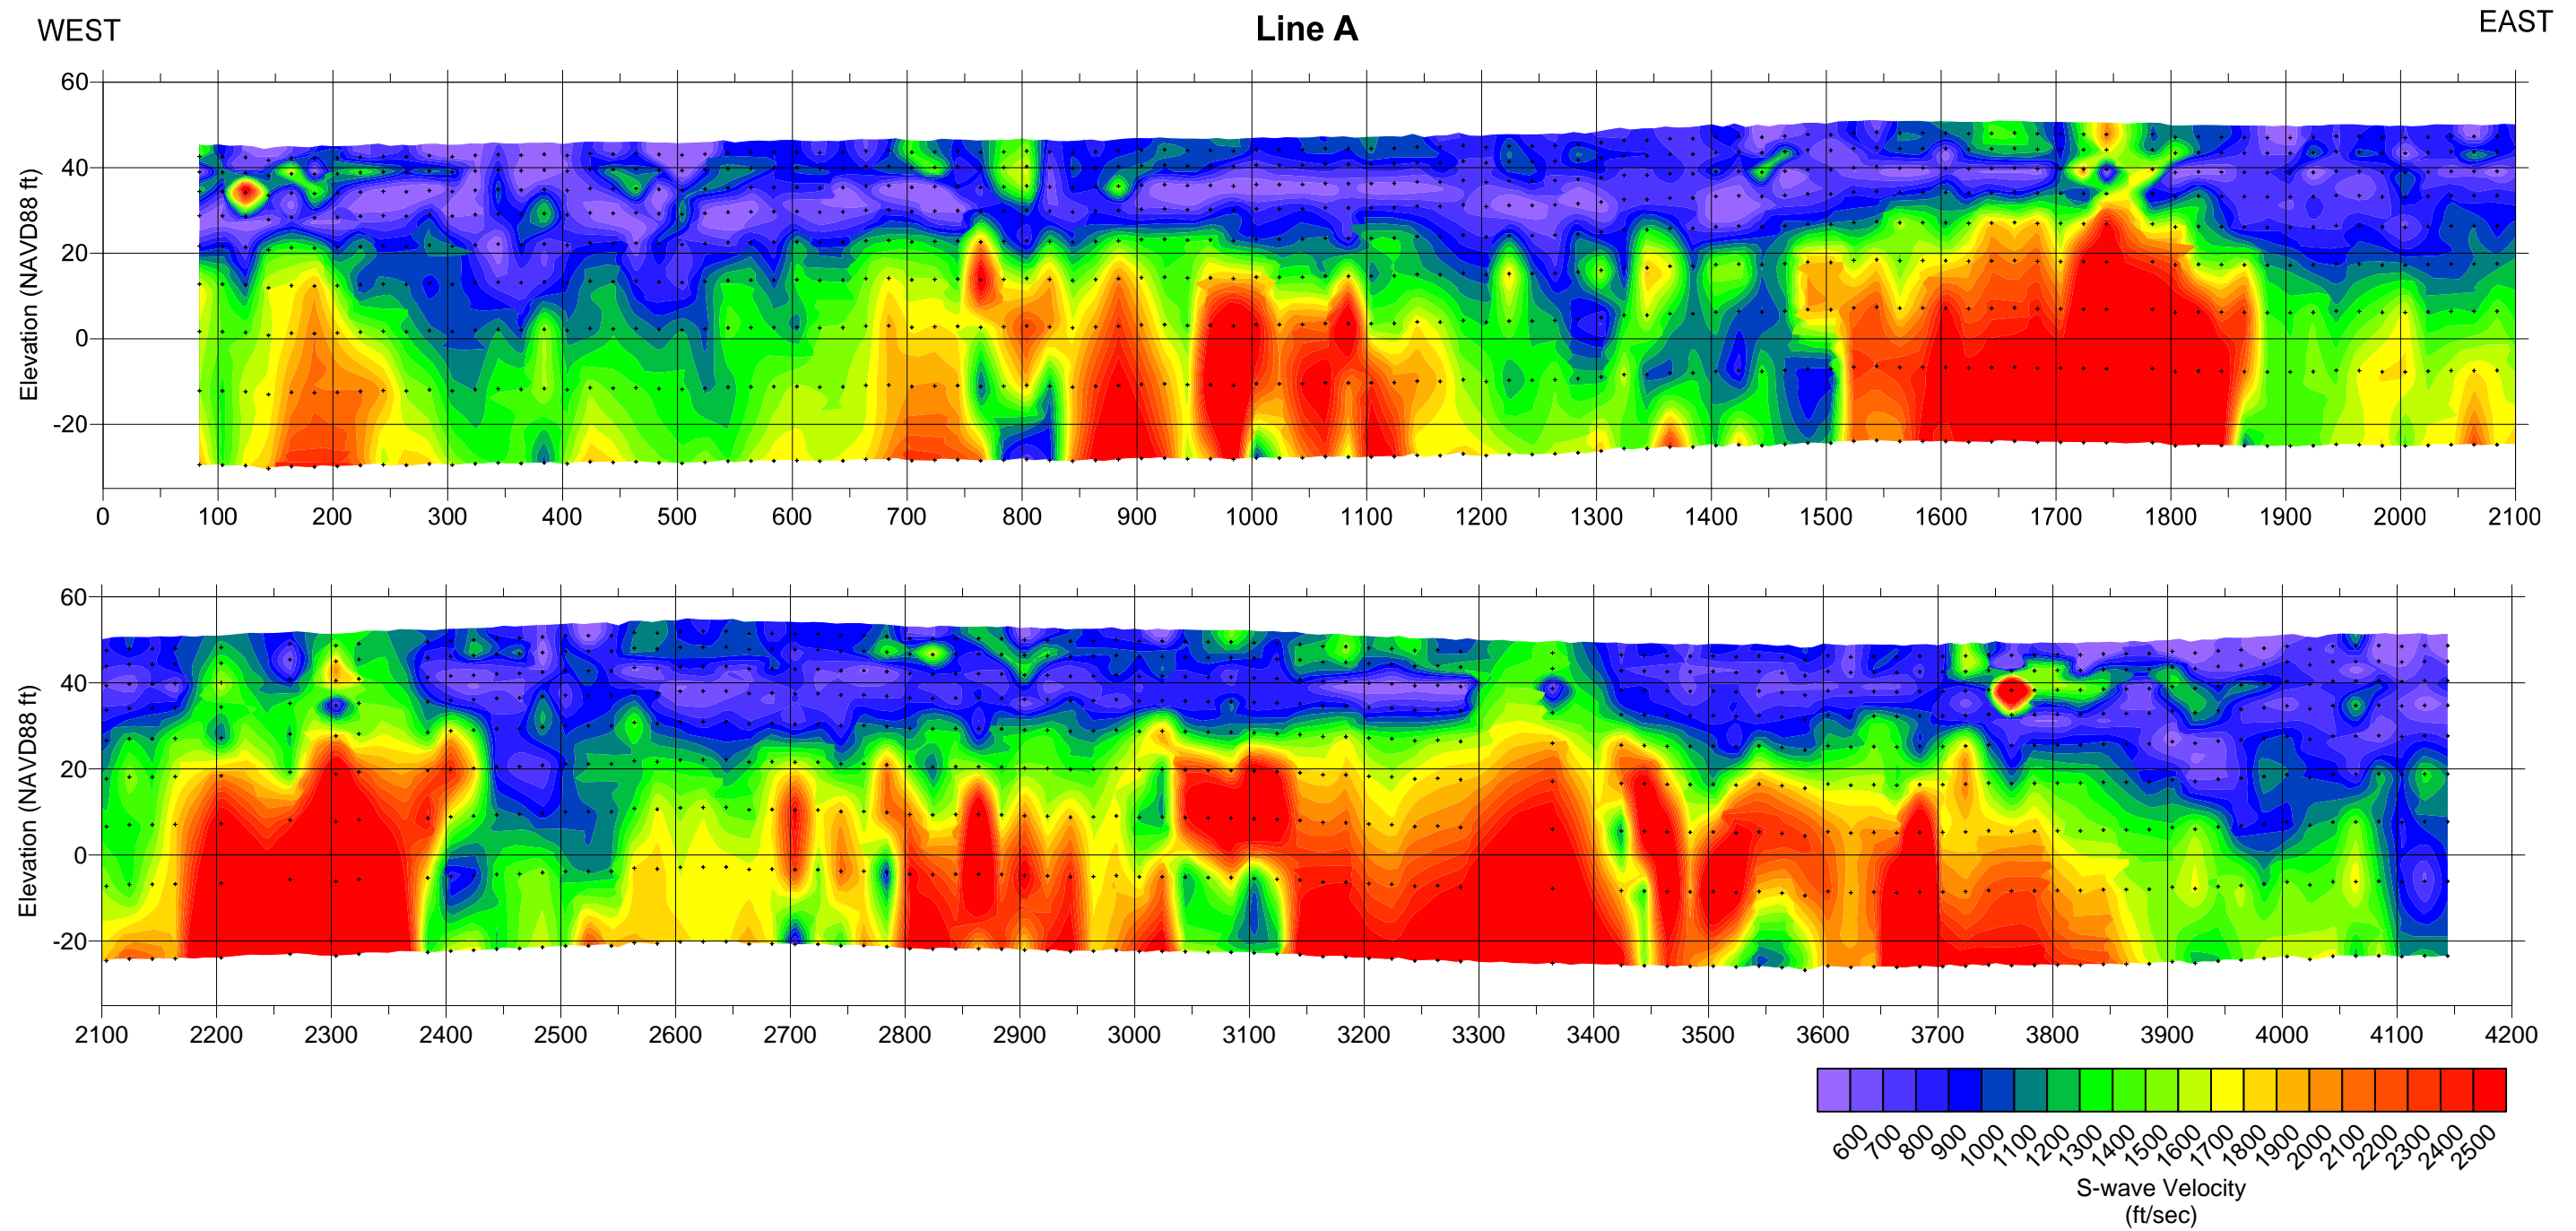 WEST Line A EAST
60
40
20
0
-20
Elevation (NAVD88 ft)
0 100 200 300 400 500 600 700 800 900 1000 1100 1200 1300 1400 1500 1600 1700 1800 1900 2000 2100
60
40
20
0
-20
Elevation (NAVD88 ft)
2100 2200 2300 2400 2500 2600 2700 2800 2900 3000 3100 3200 3300 3400 3500 3600 3700 3800 3900 4000 4100 4200
600 700 800 900 1000 1100 1200 1300 1400 1500 1600 1700 1800 1900 2000 2100 2200 2300 2400 2500
S-wave Velocity
(ft/sec)